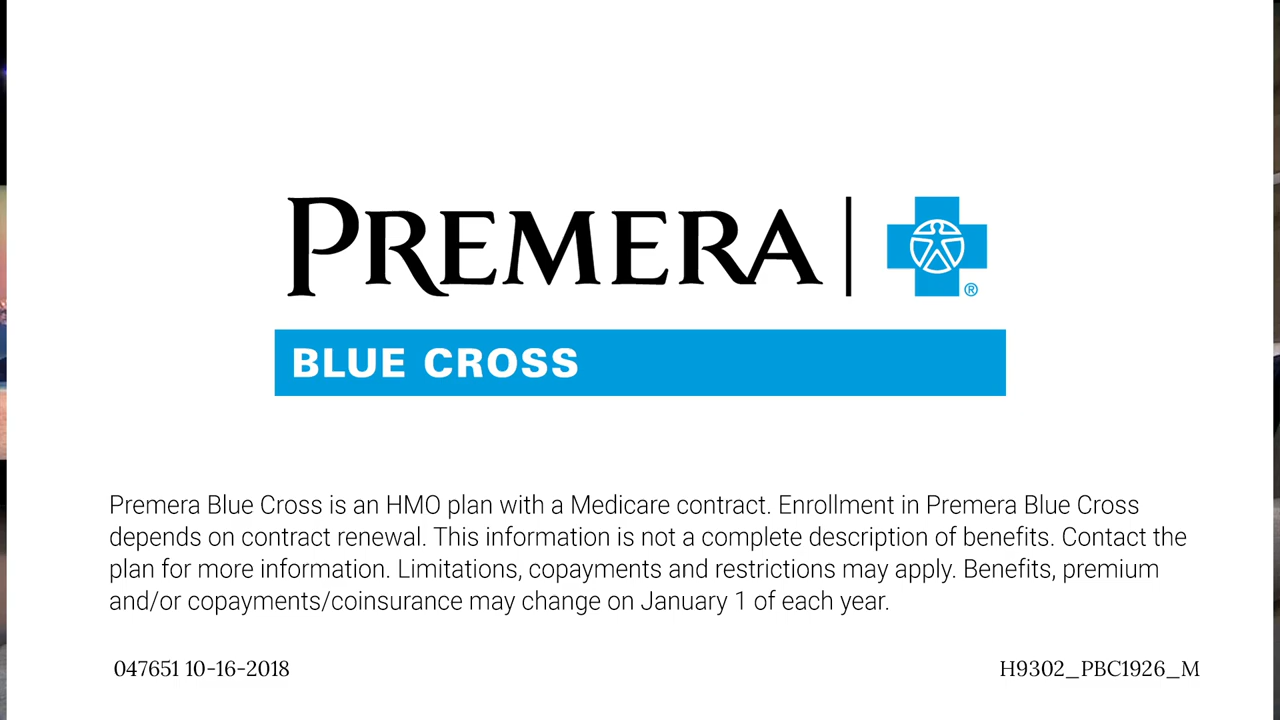 PREMERA
®
BLUE CROSS
Premera Blue Cross is an HMO plan with a Medicare contract. Enrollment in Premera Blue Cross
depends on contract renewal. This information is not a complete description of benefits. Contact the
plan for more information. Limitations, copayments and restrictions may apply. Benefits, premium
and/or copayments/coinsurance may change on January 1 of each year.
047651 10-16-2018
H9302_PBC1926_M